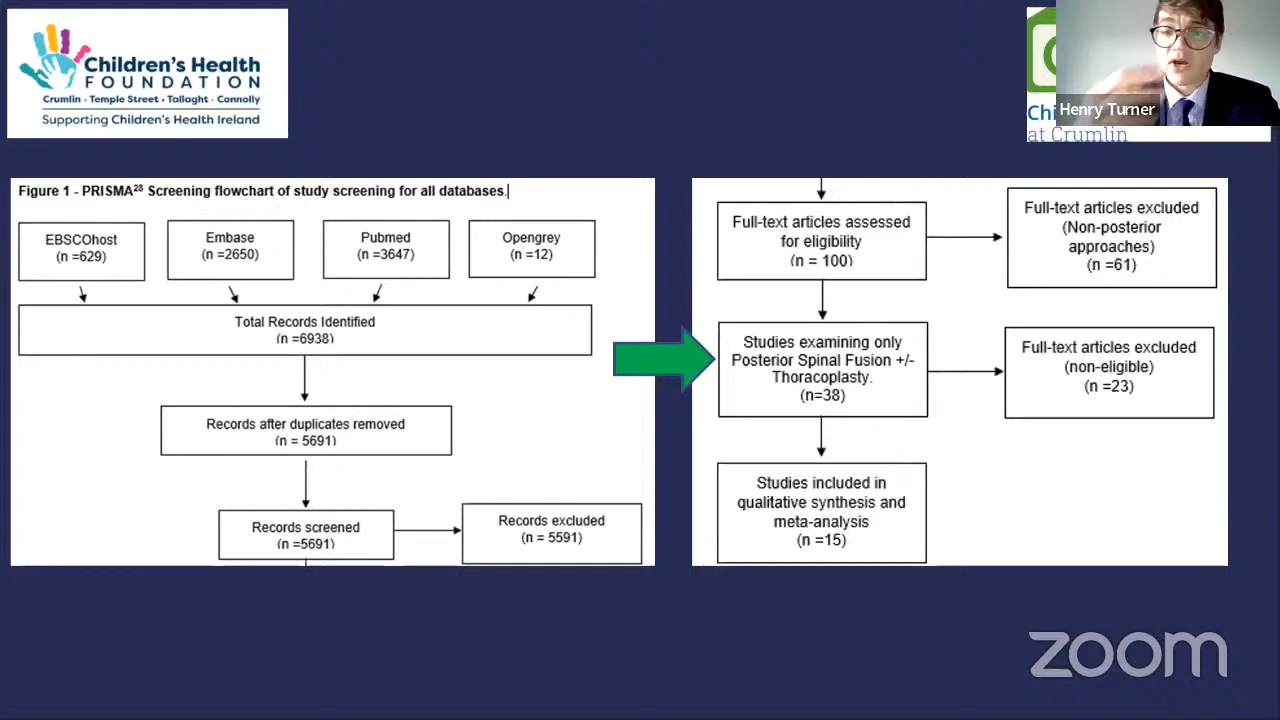 Children's Health
FOUNDATION
Crumlin • Temple Street • Tallaght • Connolly
Supporting Children's Health Ireland
Henry Turner
at Crumlin
Figure 1 - PRISMA²⁸ Screening flowchart of study screening for all databases.
EBSCOhost
(n =629)
Embase
(n =2650)
Pubmed
(n =3647)
Opengrey
(n =12)
Total Records Identified
(n =6938)
Records after duplicates removed
(n = 5691)
Records screened
(n =5691)
Records excluded
(n = 5591)
Full-text articles assessed
for eligibility
(n = 100)
Full-text articles excluded
(Non-posterior
approaches)
(n =61)
Studies examining only
Posterior Spinal Fusion +/-
Thoracoplasty.
(n=38)
Full-text articles excluded
(non-eligible)
(n =23)
Studies included in
qualitative synthesis and
meta-analysis
(n =15)
zoom